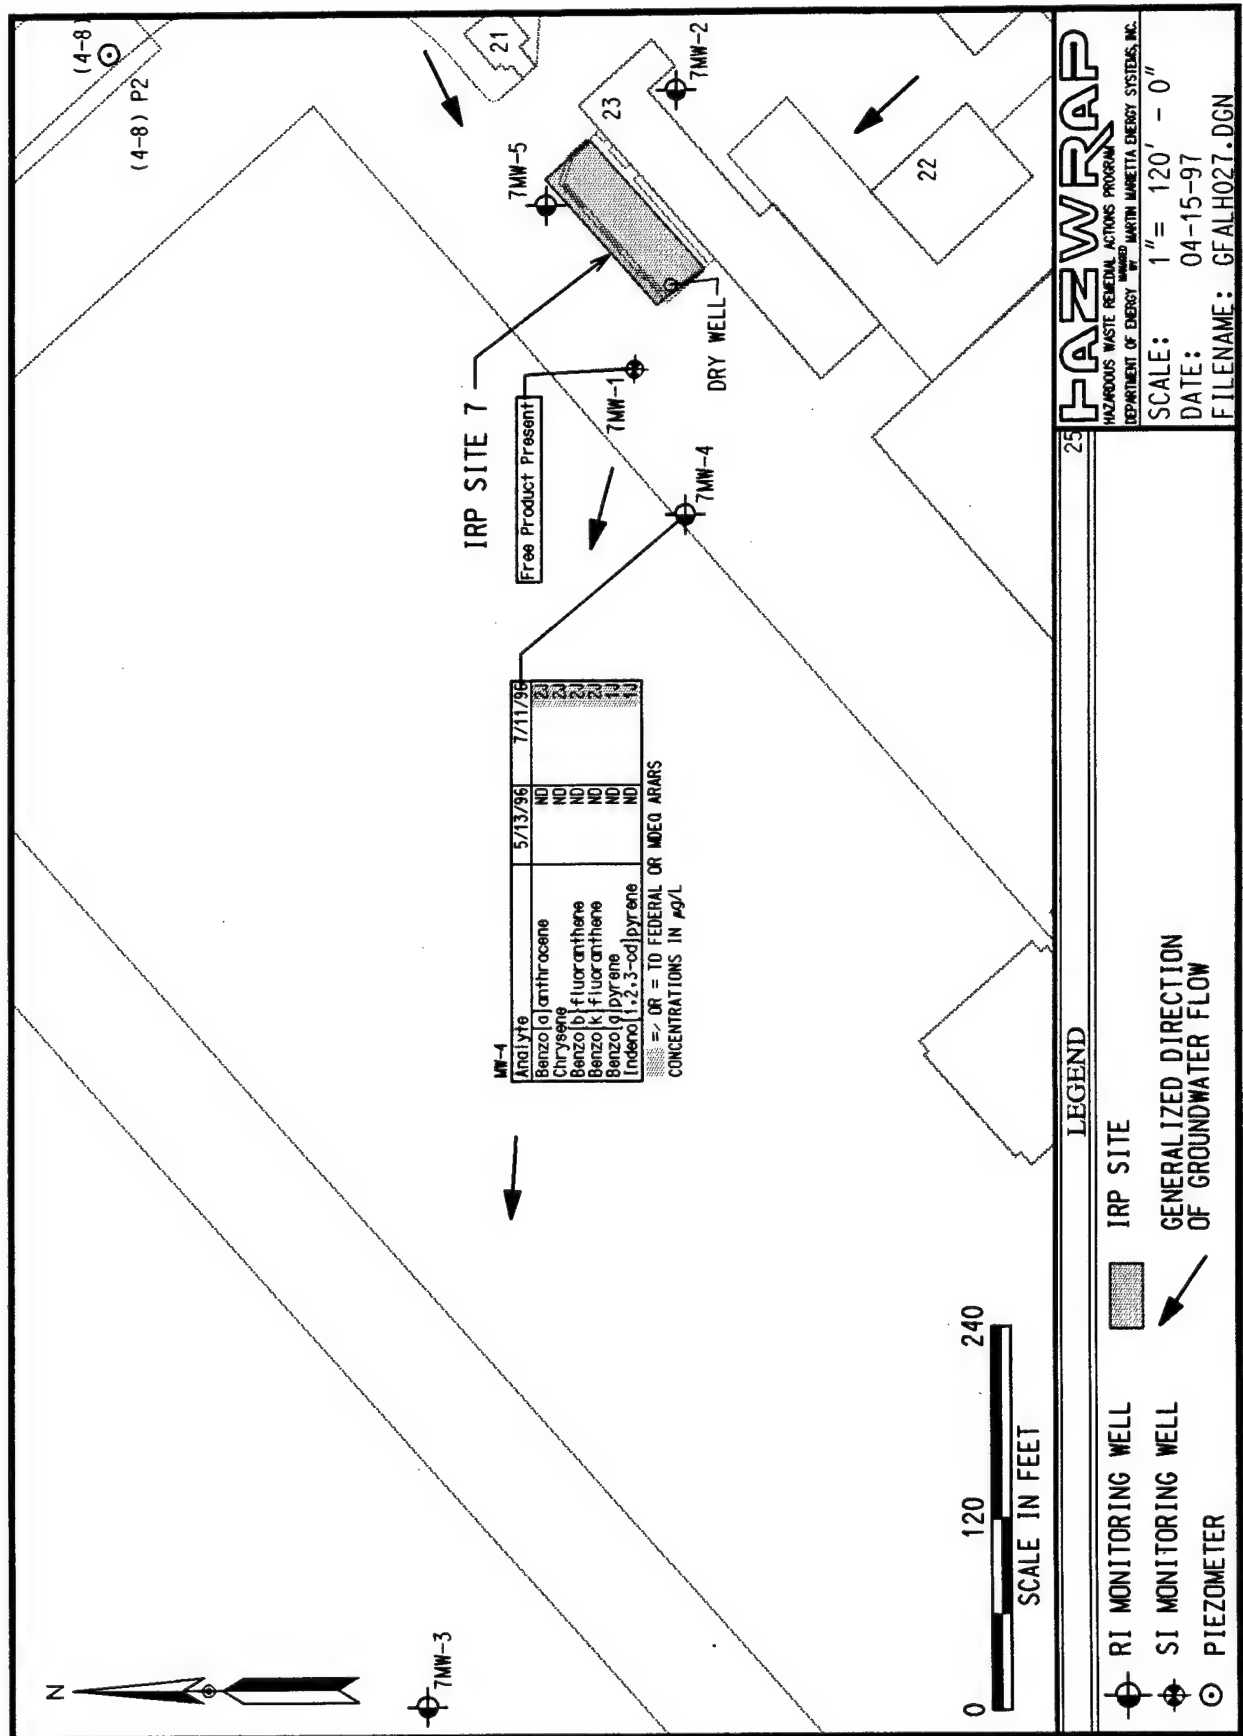 N
(4-8)
(4-8) P2
21
7MW-5
23
7MW-2
22
IRP SITE 7
Free Product Present
7MW-1
DRY WELL
7MW-4
7MW-3
MW-4
Analyte 5/13/96 7/11/96
Benzo[a]anthracene ND 2J
Chrysene ND 2J
Benzo[b]fluoranthene ND 2J
Benzo[k]fluoranthene ND 2J
Benzo[a]pyrene ND 1J
Indeno[1,2,3-cd]pyrene ND 1J
=, OR = TO FEDERAL OR MDEQ ARARS
CONCENTRATIONS IN µg/L
0 120 240
SCALE IN FEET
25
LEGEND
RI MONITORING WELL
SI MONITORING WELL
PIEZOMETER
IRP SITE
GENERALIZED DIRECTION
OF GROUNDWATER FLOW
HAZWRAP
HAZARDOUS WASTE REMEDIAL ACTIONS PROGRAM
DEPARTMENT OF ENERGY MANAGED BY MARTIN MARIETTA ENERGY SYSTEMS, INC.
SCALE: 1" = 120' - 0"
DATE: 04-15-97
FILENAME: GFALH027.DGN